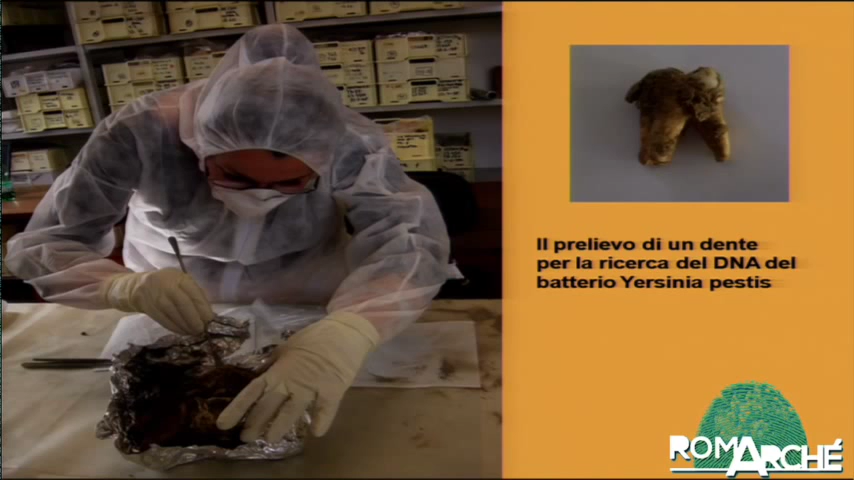 Il prelievo di un dente
per la ricerca del DNA del
batterio Yersinia pestis
ROMARCHÉ